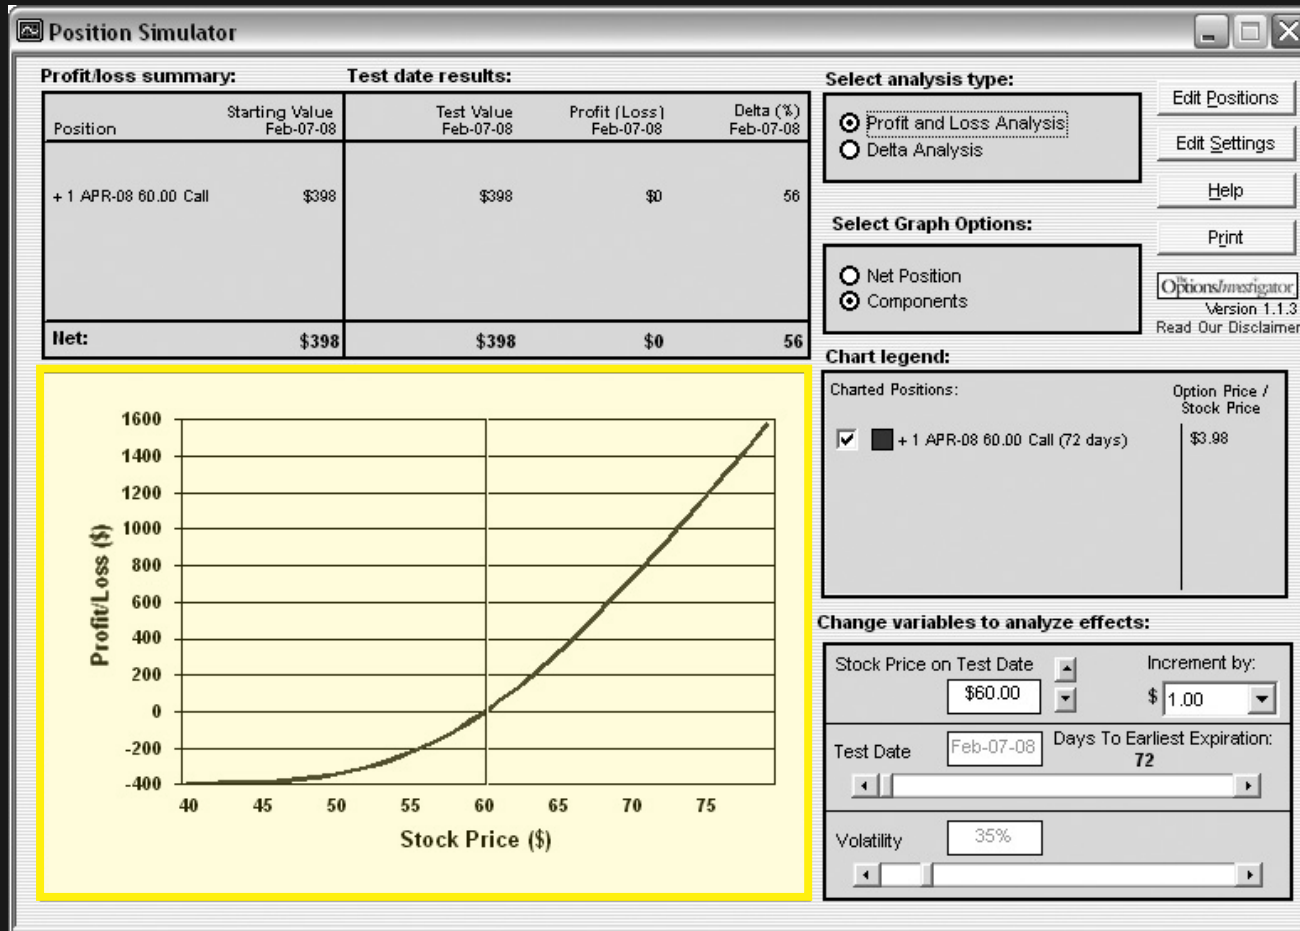 Position Simulator
Profit/loss summary:
Test date results:
Position
Starting Value
Feb-07-08
Test Value
Feb-07-08
Profit (Loss)
Feb-07-08
Delta (%)
Feb-07-08
+ 1 APR-08 60.00 Call $398 $398 $0 56
Net: $398 $398 $0 56
1600
1400
1200
1000
800
600
400
200
0
-200
-400
Profit/Loss ($)
40 45 50 55 60 65 70 75
Stock Price ($)
Select analysis type:
Profit and Loss Analysis
Delta Analysis
Select Graph Options:
Net Position
Components
Edit Positions
Edit Settings
Help
Print
The
OptionsInvestigator
Version 1.1.3
Read Our Disclaimer
Chart legend:
Charted Positions:
Option Price /
Stock Price
+ 1 APR-08 60.00 Call (72 days) $3.98
Change variables to analyze effects:
Stock Price on Test Date
$60.00
Increment by:
$ 1.00
Test Date Feb-07-08
Days To Earliest Expiration:
72
Volatility 35%